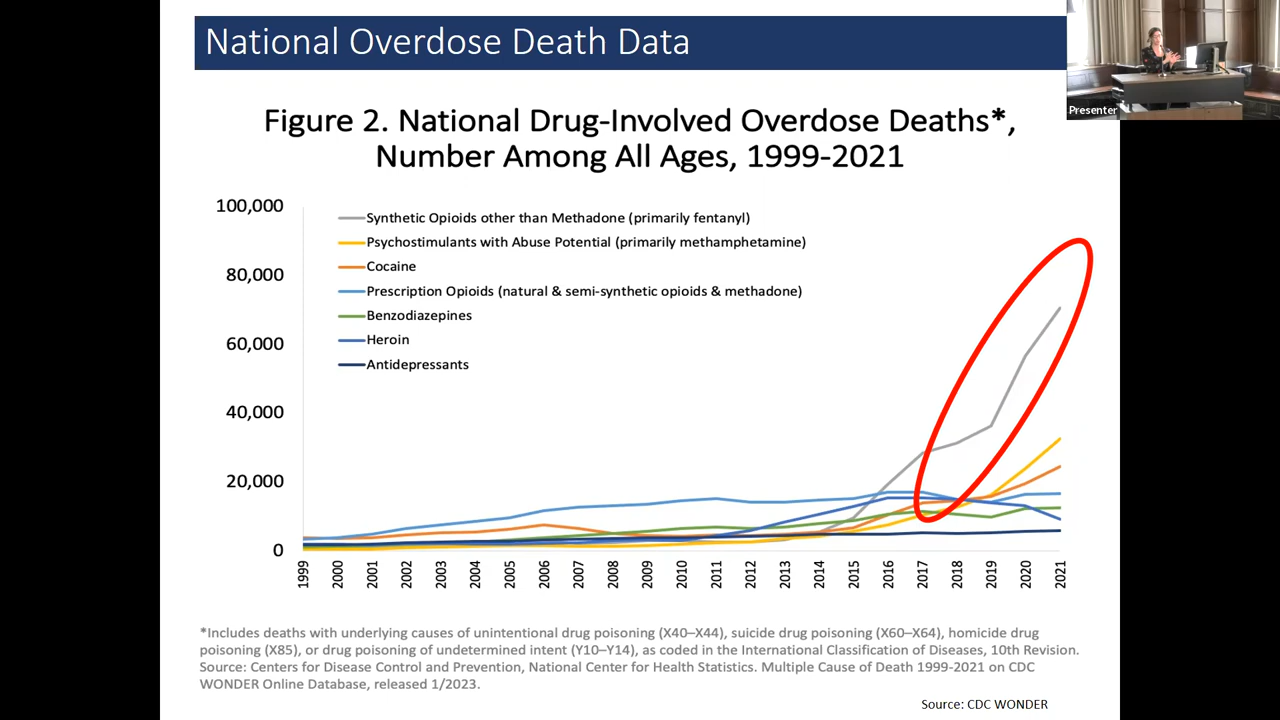 National Overdose Death Data
Presenter
Figure 2. National Drug-Involved Overdose Deaths*,
Number Among All Ages, 1999-2021
100,000
80,000
60,000
40,000
20,000
0
Synthetic Opioids other than Methadone (primarily fentanyl)
Psychostimulants with Abuse Potential (primarily methamphetamine)
Cocaine
Prescription Opioids (natural & semi-synthetic opioids & methadone)
Benzodiazepines
Heroin
Antidepressants
1999
2000
2001
2002
2003
2004
2005
2006
2007
2008
2009
2010
2011
2012
2013
2014
2015
2016
2017
2018
2019
2020
2021
*Includes deaths with underlying causes of unintentional drug poisoning (X40–X44), suicide drug poisoning (X60–X64), homicide drug
poisoning (X85), or drug poisoning of undetermined intent (Y10–Y14), as coded in the International Classification of Diseases, 10th Revision.
Source: Centers for Disease Control and Prevention, National Center for Health Statistics. Multiple Cause of Death 1999-2021 on CDC
WONDER Online Database, released 1/2023.
Source: CDC WONDER